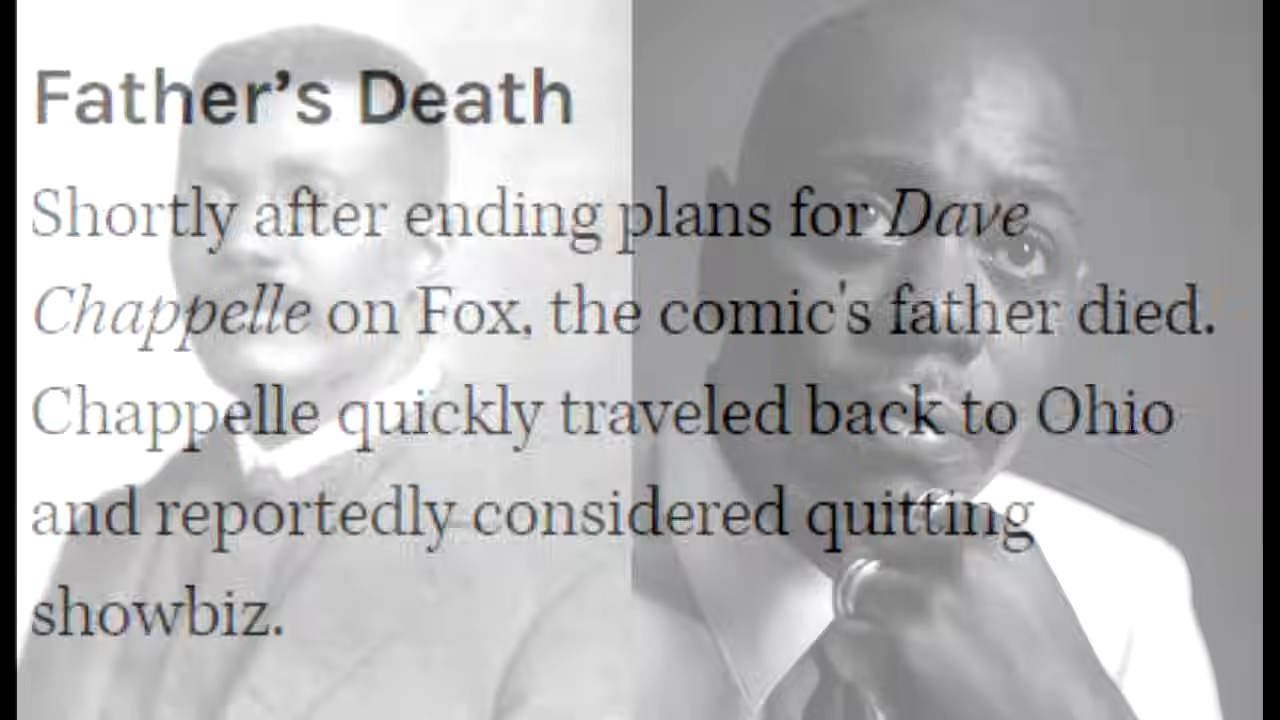 Father’s Death
Shortly after ending plans for Dave
Chappelle on Fox, the comic's father died.
Chappelle quickly traveled back to Ohio
and reportedly considered quitting
showbiz.